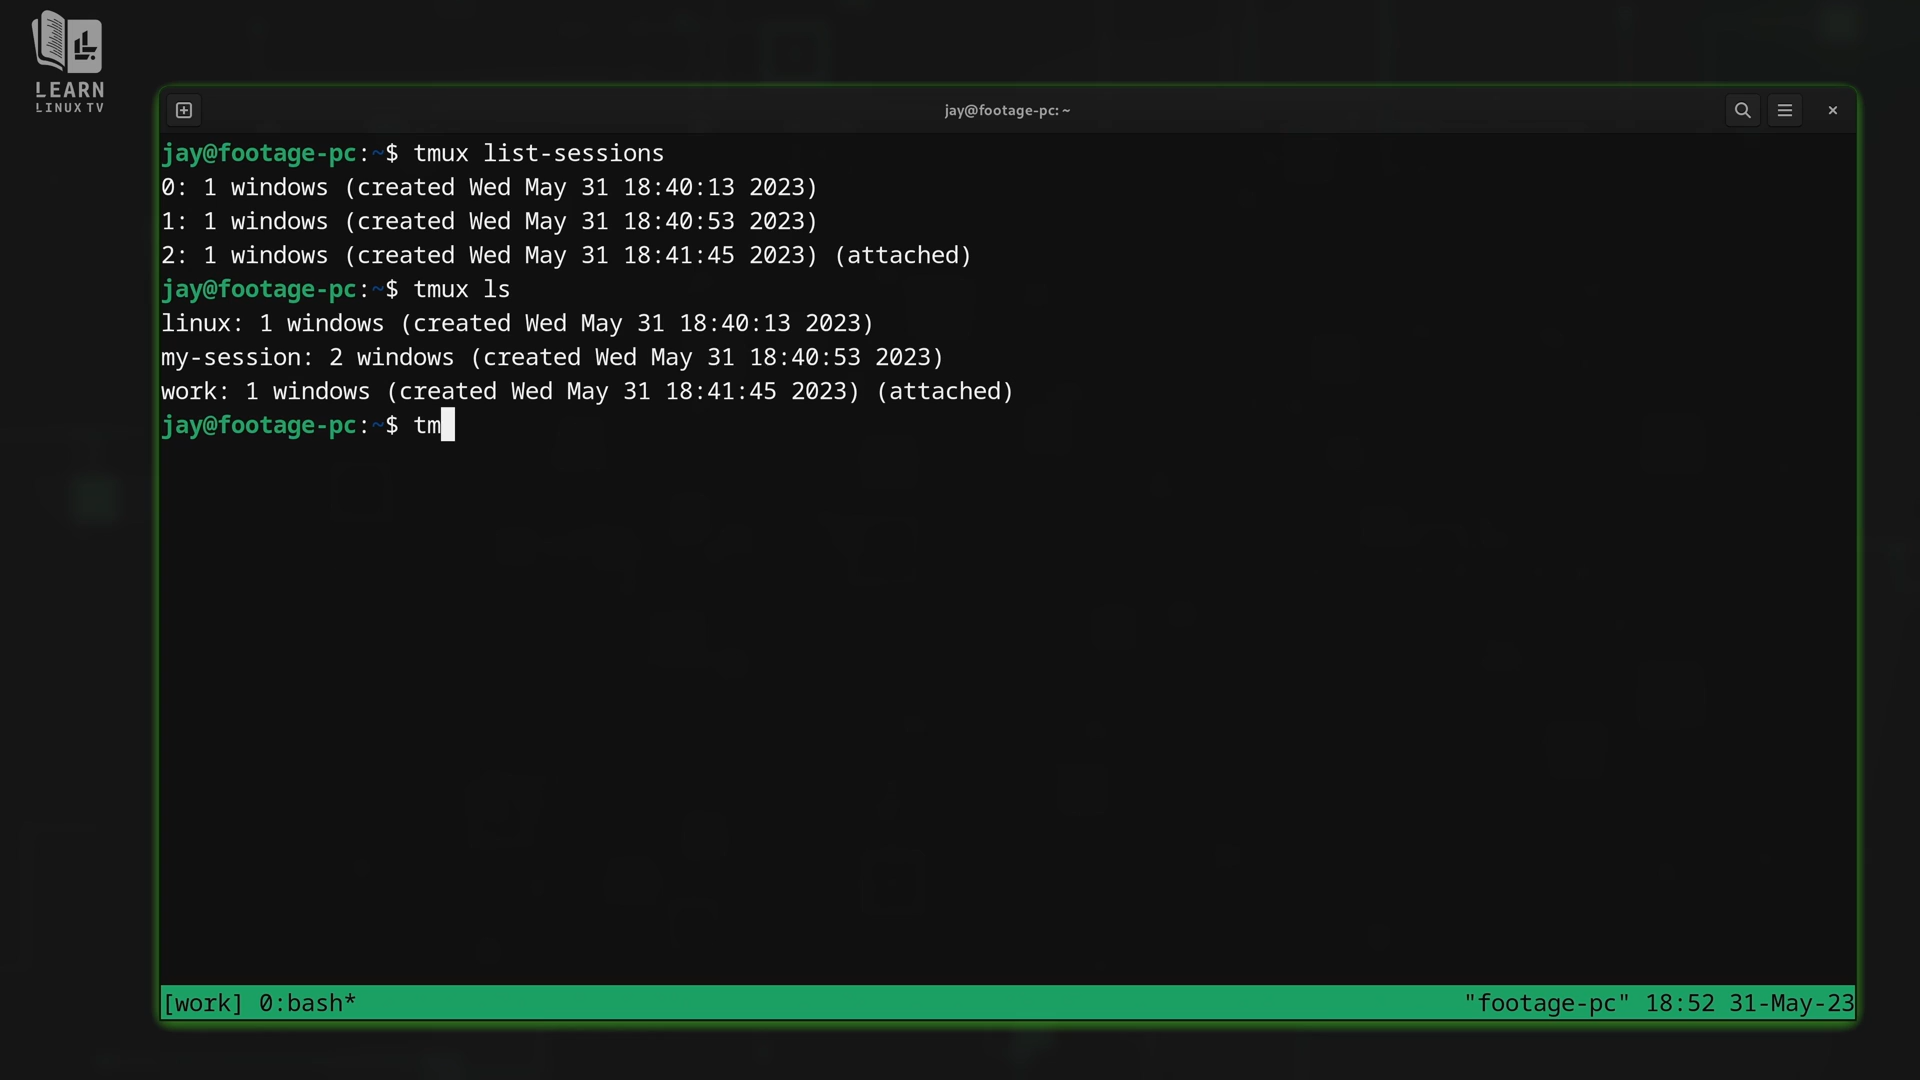 LEARN
LINUX TV
jay@footage-pc: ~
jay@footage-pc:~$ tmux list-sessions
0: 1 windows (created Wed May 31 18:40:13 2023)
1: 1 windows (created Wed May 31 18:40:53 2023)
2: 1 windows (created Wed May 31 18:41:45 2023) (attached)
jay@footage-pc:~$ tmux ls
linux: 1 windows (created Wed May 31 18:40:13 2023)
my-session: 2 windows (created Wed May 31 18:40:53 2023)
work: 1 windows (created Wed May 31 18:41:45 2023) (attached)
jay@footage-pc:~$ tm
[work] 0:bash* "footage-pc" 18:52 31-May-23